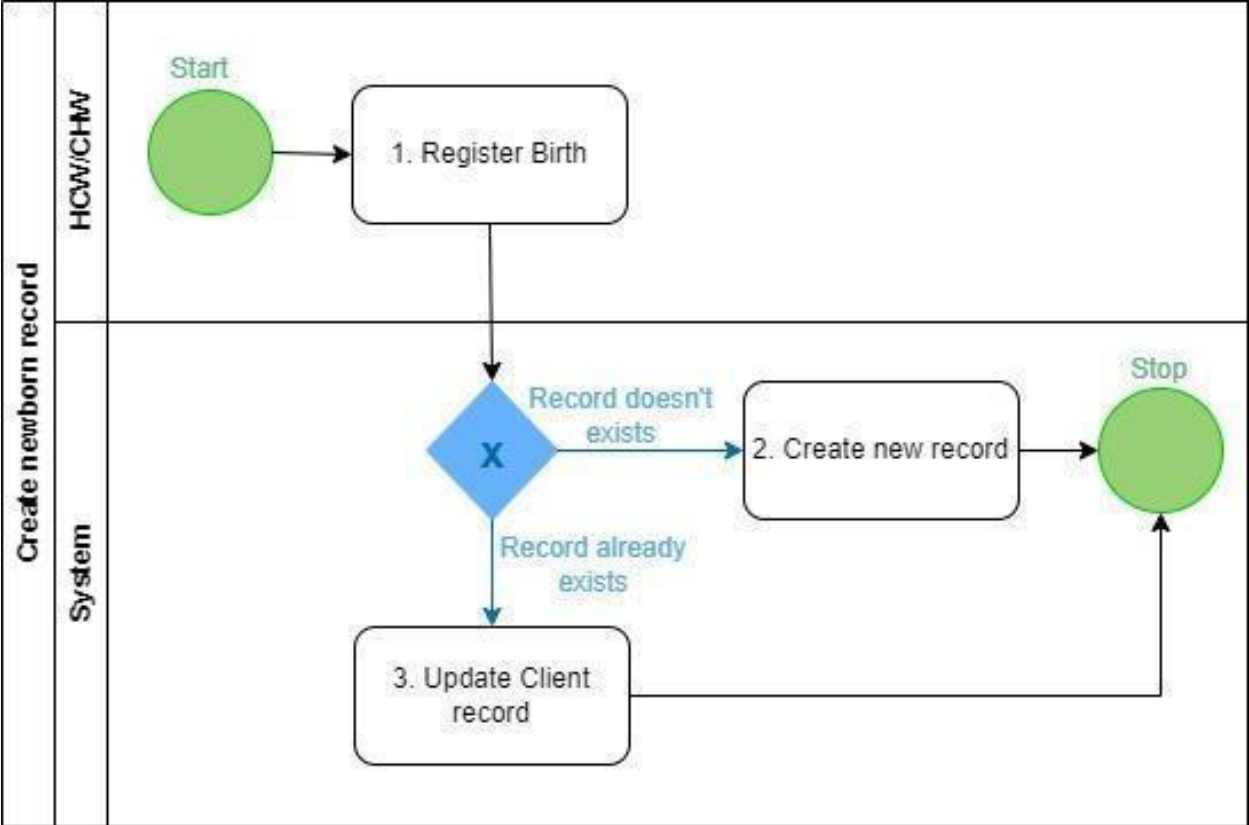 Create newborn record
HCW/CHW
Start
1. Register Birth
System
X
Record doesn't
exists
2. Create new record
Stop
Record already
exists
3. Update Client
record